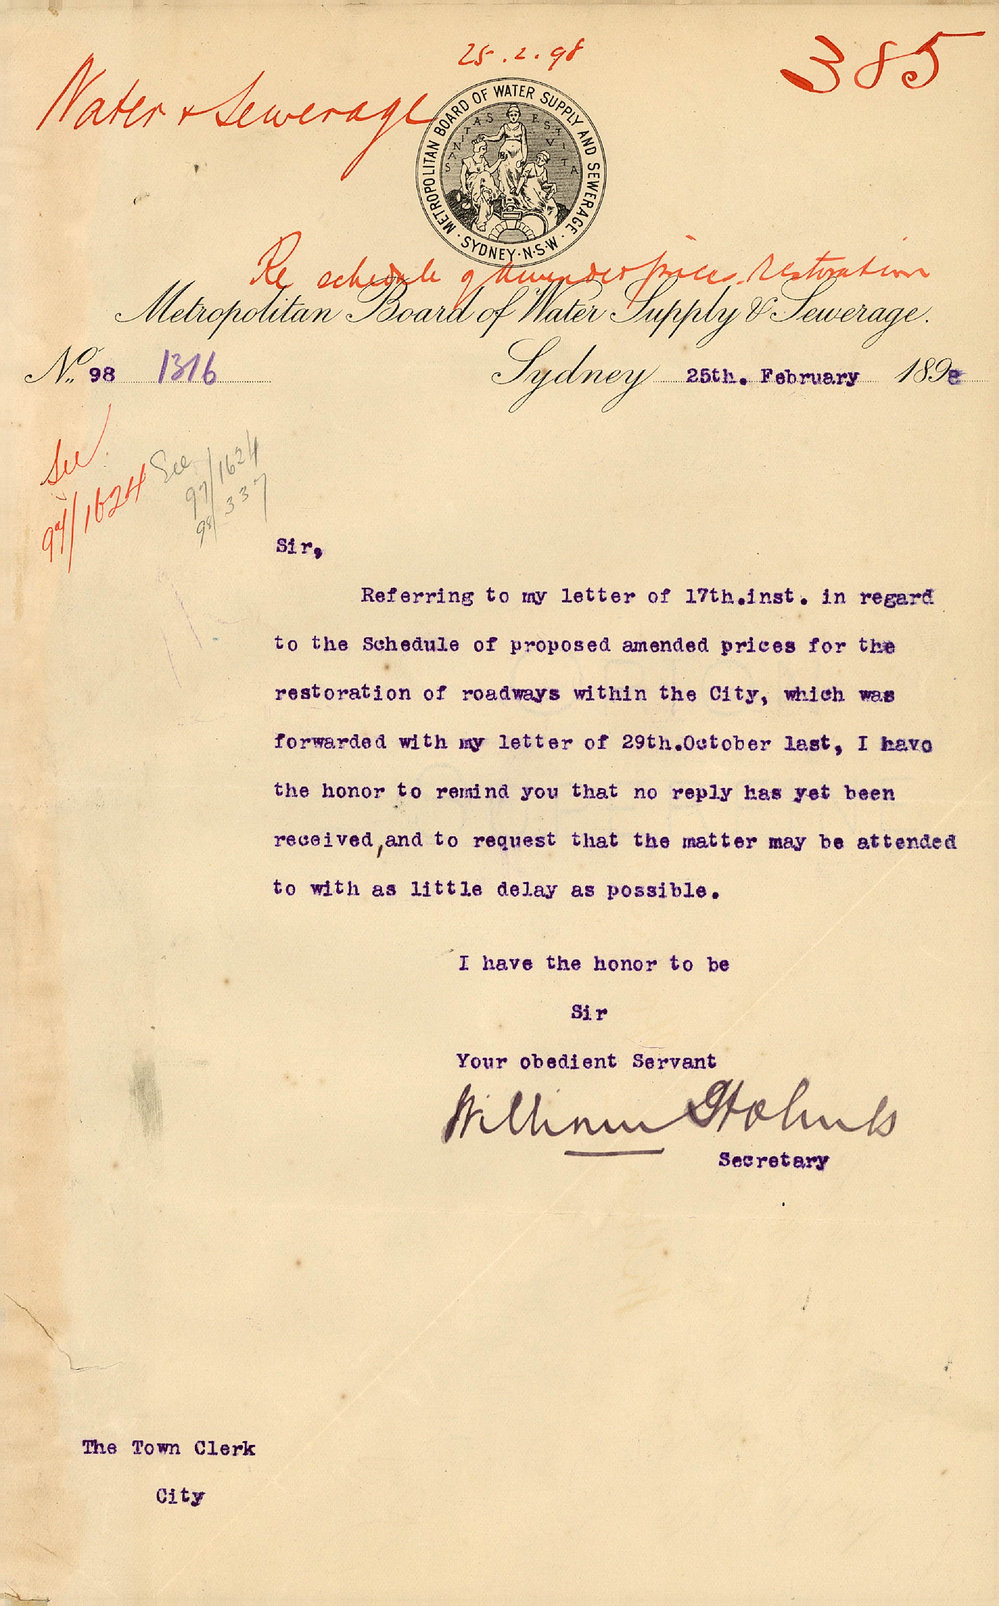 25.2.98
385
Water & Sewerage
METROPOLITAN BOARD OF WATER SUPPLY AND SEWERAGE.
SANITAS EST VITA
· SYDNEY · N·S·W ·
Re schedule of amended prices restoration
Metropolitan Board of Water Supply & Sewerage.
No. 98 1316
Sydney 25th. February 1898
See
97/1624
See
97/1624
98/337
Sir,
Referring to my letter of 17th.inst. in regard
to the Schedule of proposed amended prices for the
restoration of roadways within the City, which was
forwarded with my letter of 29th.October last, I have
the honor to remind you that no reply has yet been
received,and to request that the matter may be attended
to with as little delay as possible.
I have the honor to be
Sir
Your obedient Servant
William Holmes
Secretary
The Town Clerk
City